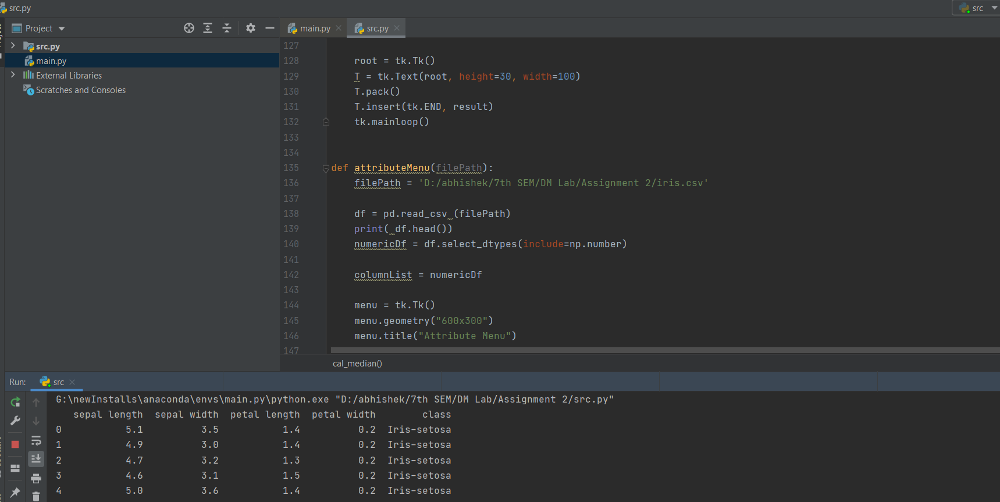 src.py
src
Project
main.py
src.py
src.py
main.py
External Libraries
Scratches and Consoles
127
128 root = tk.Tk()
129 T = tk.Text(root, height=30, width=100)
130 T.pack()
131 T.insert(tk.END, result)
132 tk.mainloop()
133
134
135 def attributeMenu(filePath):
136 filePath = 'D:/abhishek/7th SEM/DM Lab/Assignment 2/iris.csv'
137
138 df = pd.read_csv (filePath)
139 print( df.head())
140 numericDf = df.select_dtypes(include=np.number)
141
142 columnList = numericDf
143
144 menu = tk.Tk()
145 menu.geometry("600x300")
146 menu.title("Attribute Menu")
147
cal_median()
Run: src
G:\newInstalls\anaconda\envs\main.py\python.exe "D:/abhishek/7th SEM/DM Lab/Assignment 2/src.py"
sepal length sepal width petal length petal width class
0 5.1 3.5 1.4 0.2 Iris-setosa
1 4.9 3.0 1.4 0.2 Iris-setosa
2 4.7 3.2 1.3 0.2 Iris-setosa
3 4.6 3.1 1.5 0.2 Iris-setosa
4 5.0 3.6 1.4 0.2 Iris-setosa